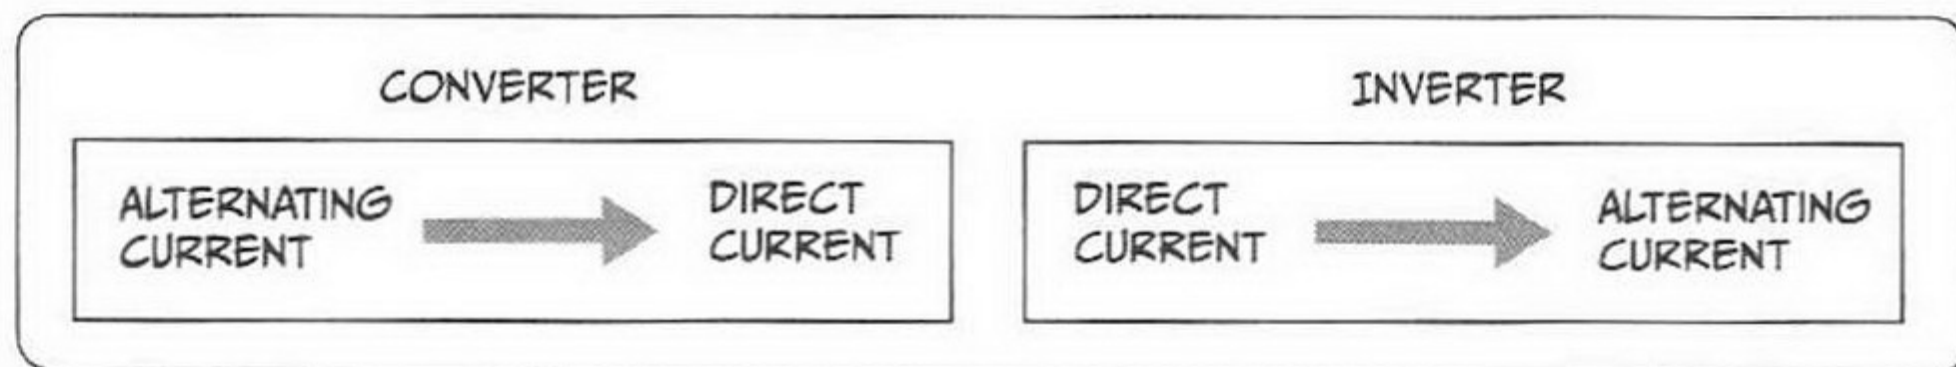 CONVERTER
ALTERNATING
CURRENT
DIRECT
CURRENT
INVERTER
DIRECT
CURRENT
ALTERNATING
CURRENT